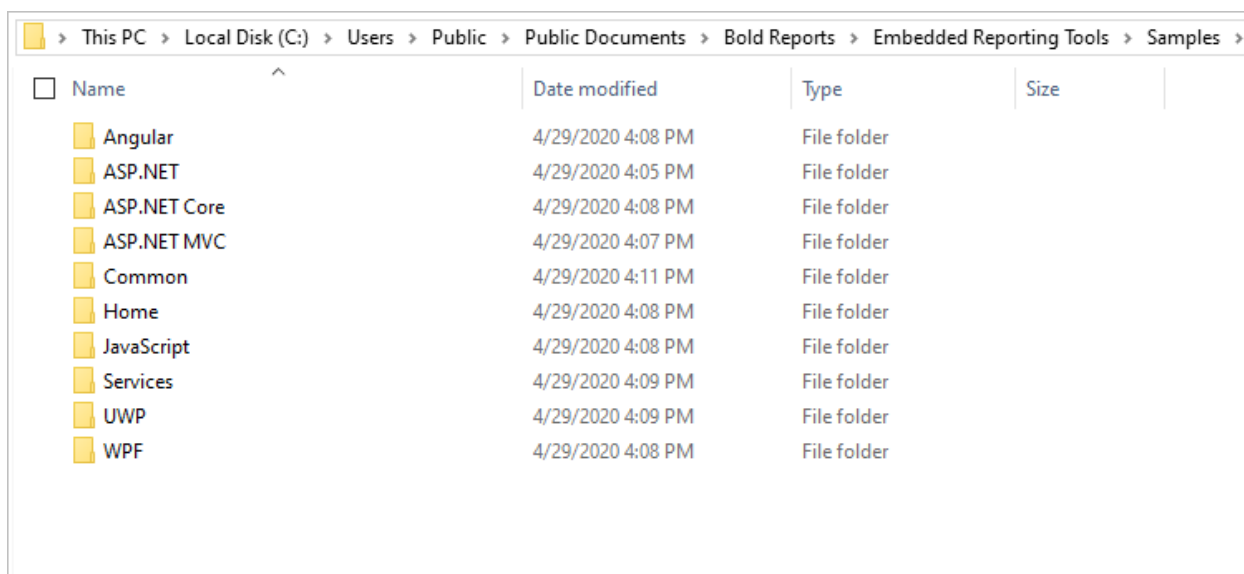 > This PC > Local Disk (C:) > Users > Public > Public Documents > Bold Reports > Embedded Reporting Tools > Samples >
Name Date modified Type Size
Angular 4/29/2020 4:08 PM File folder
ASP.NET 4/29/2020 4:05 PM File folder
ASP.NET Core 4/29/2020 4:08 PM File folder
ASP.NET MVC 4/29/2020 4:07 PM File folder
Common 4/29/2020 4:11 PM File folder
Home 4/29/2020 4:08 PM File folder
JavaScript 4/29/2020 4:08 PM File folder
Services 4/29/2020 4:09 PM File folder
UWP 4/29/2020 4:09 PM File folder
WPF 4/29/2020 4:08 PM File folder